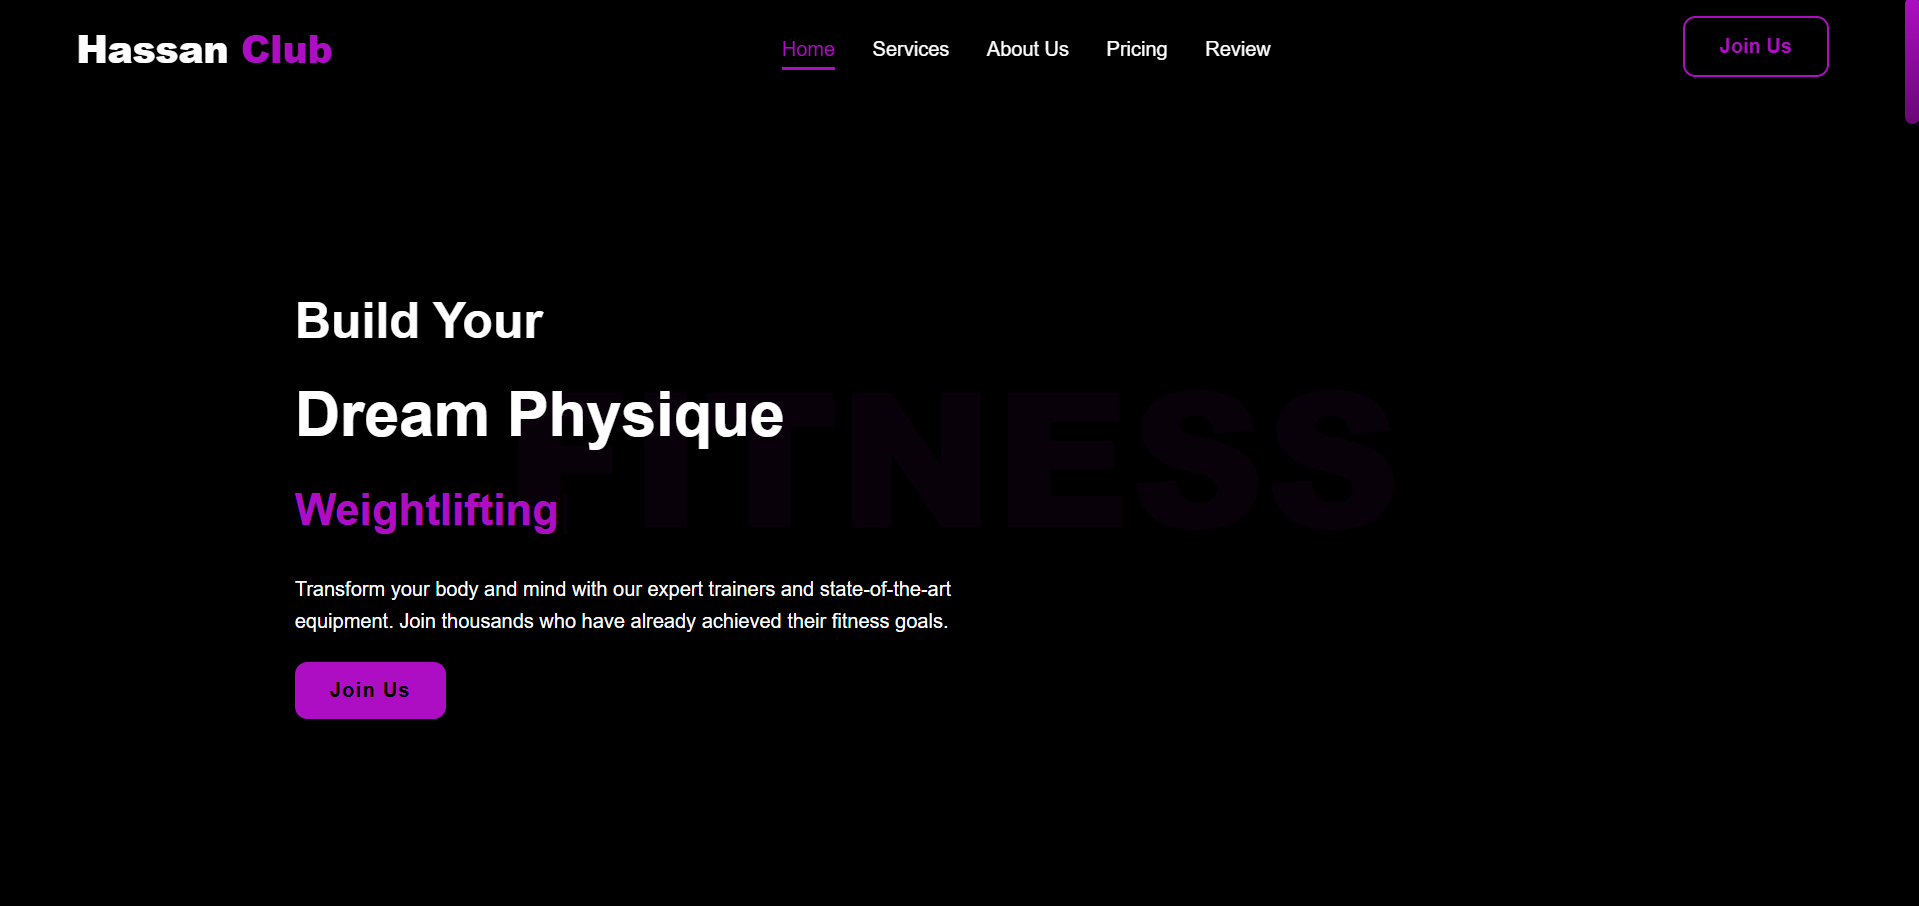 Hassan Club
Home Services About Us Pricing Review
Join Us
Build Your
Dream Physique
FITNESS
Weightlifting
Transform your body and mind with our expert trainers and state-of-the-art
equipment. Join thousands who have already achieved their fitness goals.
Join Us